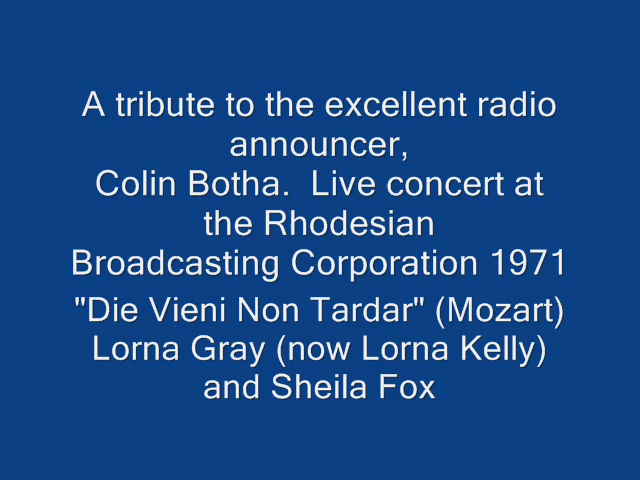 A tribute to the excellent radio
announcer,
Colin Botha.  Live concert at
the Rhodesian
Broadcasting Corporation 1971
"Die Vieni Non Tardar" (Mozart)
Lorna Gray (now Lorna Kelly)
and Sheila Fox